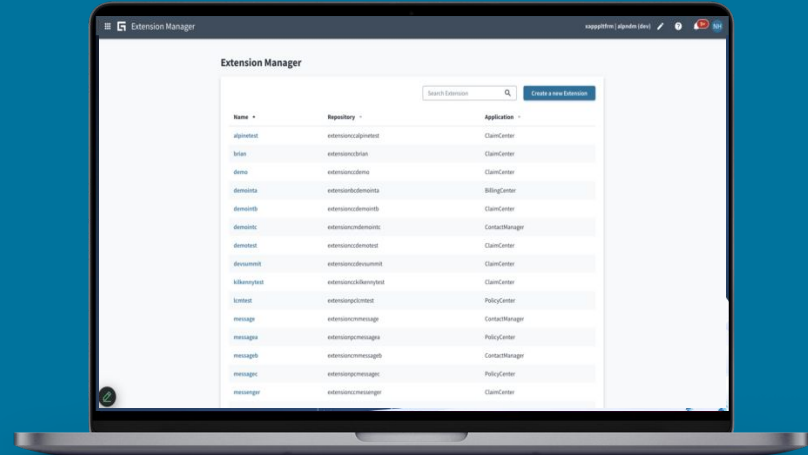 Extension Manager
eapppltfrm | alpndm (dev)
NH
Extension Manager
Search Extension
Create a new Extension
Name Repository Application
alpinetest extensionccalpinetest ClaimCenter
brian extensionccbrian ClaimCenter
demo extensionccdemo ClaimCenter
demointa extensionbcdemointa BillingCenter
demointb extensionccdemointb ClaimCenter
demointc extensioncmdemointc ContactManager
demotest extensionccdemotest ClaimCenter
devsummit extensionccdevsummit ClaimCenter
kilkennytest extensioncckilkennytest ClaimCenter
lcmtest extensionpclcmtest PolicyCenter
message extensioncmmessage ContactManager
messagea extensionpcmessagea PolicyCenter
messageb extensioncmmessageb ContactManager
messagec extensionpcmessagec PolicyCenter
messenger extensionccmessenger ClaimCenter